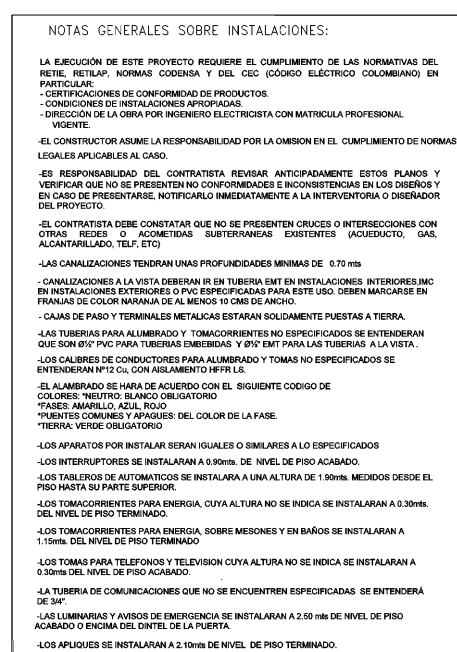 NOTAS GENERALES SOBRE INSTALACIONES:
LA EJECUCIÓN DE ESTE PROYECTO REQUIERE EL CUMPLIMIENTO DE LAS NORMATIVAS DEL
RETIE, RETILAP, NORMAS CODENSA Y DEL CEC (CÓDIGO ELÉCTRICO COLOMBIANO) EN
PARTICULAR:
- CERTIFICACIONES DE CONFORMIDAD DE PRODUCTOS.
- CONDICIONES DE INSTALACIONES APROPIADAS.
- DIRECCIÓN DE LA OBRA POR INGENIERO ELECTRICISTA CON MATRICULA PROFESIONAL
VIGENTE.
-EL CONSTRUCTOR ASUME LA RESPONSABILIDAD POR LA OMISION EN EL CUMPLIMIENTO DE NORMAS
LEGALES APLICABLES AL CASO.
-ES RESPONSABILIDAD DEL CONTRATISTA REVISAR ANTICIPADAMENTE ESTOS PLANOS Y
VERIFICAR QUE NO SE PRESENTEN NO CONFORMIDADES E INCONSISTENCIAS EN LOS DISEÑOS Y
EN CASO DE PRESENTARSE, NOTIFICARLO INMEDIATAMENTE A LA INTERVENTORIA O DISEÑADOR
DEL PROYECTO.
-EL CONTRATISTA DEBE CONSTATAR QUE NO SE PRESENTEN CRUCES O INTERSECCIONES CON
OTRAS REDES O ACOMETIDAS SUBTERRANEAS EXISTENTES (ACUEDUCTO, GAS,
ALCANTARILLADO, TELF, ETC)
-LAS CANALIZACIONES TENDRAN UNAS PROFUNDIDADES MINIMAS DE 0.70 mts
- CANALIZACIONES A LA VISTA DEBERAN IR EN TUBERIA EMT EN INSTALACIONES INTERIORES,IMC
EN INSTALACIONES EXTERIORES O PVC ESPECIFICADAS PARA ESTE USO. DEBEN MARCARSE EN
FRANJAS DE COLOR NARANJA DE AL MENOS 10 CMS DE ANCHO.
- CAJAS DE PASO Y TERMINALES METALICAS ESTARAN SOLIDAMENTE PUESTAS A TIERRA.
-LAS TUBERIAS PARA ALUMBRADO Y TOMACORRIENTES NO ESPECIFICADOS SE ENTENDERAN
QUE SON Ø½" PVC PARA TUBERIAS EMBEBIDAS Y Ø½" EMT PARA LAS TUBERIAS A LA VISTA .
-LOS CALIBRES DE CONDUCTORES PARA ALUMBRADO Y TOMAS NO ESPECIFICADOS SE
ENTENDERAN N°12 Cu, CON AISLAMIENTO HFFR LS.
-EL ALAMBRADO SE HARA DE ACUERDO CON EL SIGUIENTE CODIGO DE
COLORES: *NEUTRO: BLANCO OBLIGATORIO
*FASES: AMARILLO, AZUL, ROJO
*PUENTES COMUNES Y APAGUES: DEL COLOR DE LA FASE.
*TIERRA: VERDE OBLIGATORIO
-LOS APARATOS POR INSTALAR SERAN IGUALES O SIMILARES A LO ESPECIFICADOS
-LOS INTERRUPTORES SE INSTALARAN A 0.90mts. DE NIVEL DE PISO ACABADO.
-LOS TABLEROS DE AUTOMATICOS SE INSTALARA A UNA ALTURA DE 1.90mts. MEDIDOS DESDE EL
PISO HASTA SU PARTE SUPERIOR.
-LOS TOMACORRIENTES PARA ENERGIA, CUYA ALTURA NO SE INDICA SE INSTALARAN A 0.30mts.
DEL NIVEL DE PISO TERMINADO.
-LOS TOMACORRIENTES PARA ENERGIA, SOBRE MESONES Y EN BAÑOS SE INSTALARAN A
1.15mts. DEL NIVEL DE PISO TERMINADO
-LOS TOMAS PARA TELEFONOS Y TELEVISION CUYA ALTURA NO SE INDICA SE INSTALARAN A
0.30mts DEL NIVEL DE PISO ACABADO.
-LA TUBERIA DE COMUNICACIONES QUE NO SE ENCUENTREN ESPECIFICADAS SE ENTENDERÁ
DE 3/4".
-LAS LUMINARIAS Y AVISOS DE EMERGENCIA SE INSTALARAN A 2.50 mts DE NIVEL DE PISO
ACABADO O ENCIMA DEL DINTEL DE LA PUERTA.
-LOS APLIQUES SE INSTALARAN A 2.10mts DE NIVEL DE PISO TERMINADO.